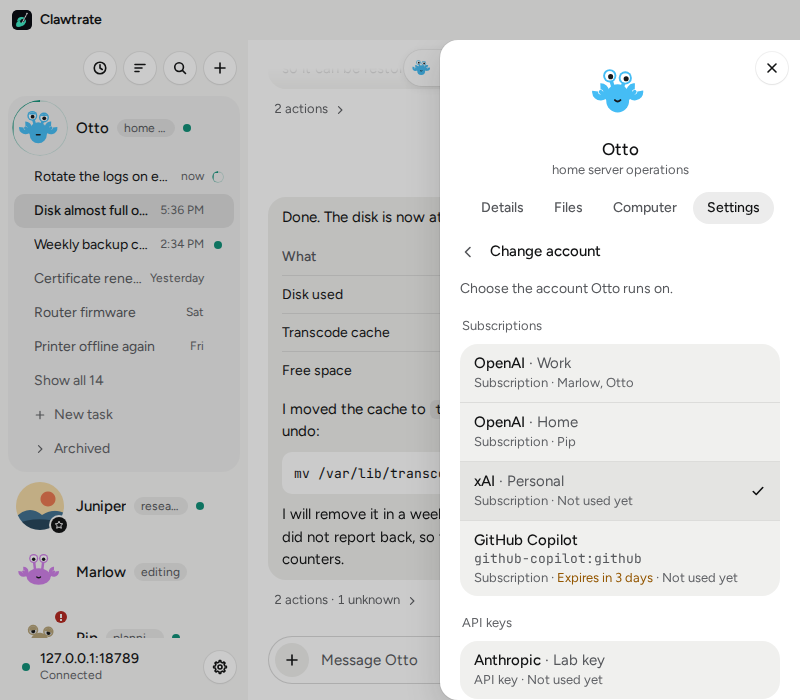 Clawtrate
Otto home ...
Rotate the logs on e... now
Disk almost full o... 5:36 PM
Weekly backup c... 2:34 PM
Certificate rene... Yesterday
Router firmware Sat
Printer offline again Fri
Show all 14
+ New task
Archived
Juniper resea...
Marlow editing
Pip planni...
127.0.0.1:18789
Connected
2 actions
Done. The disk is now at
What
Disk used
Transcode cache
Free space
I moved the cache to
undo:
mv /var/lib/transc
I will remove it in a week
did not report back, so
counters.
2 actions · 1 unknown
Message Otto
Otto
home server operations
Details Files Computer Settings
Change account
Choose the account Otto runs on.
Subscriptions
OpenAI · Work
Subscription · Marlow, Otto
OpenAI · Home
Subscription · Pip
xAI · Personal
Subscription · Not used yet
GitHub Copilot
github-copilot:github
Subscription · Expires in 3 days · Not used yet
API keys
Anthropic · Lab key
API key · Not used yet